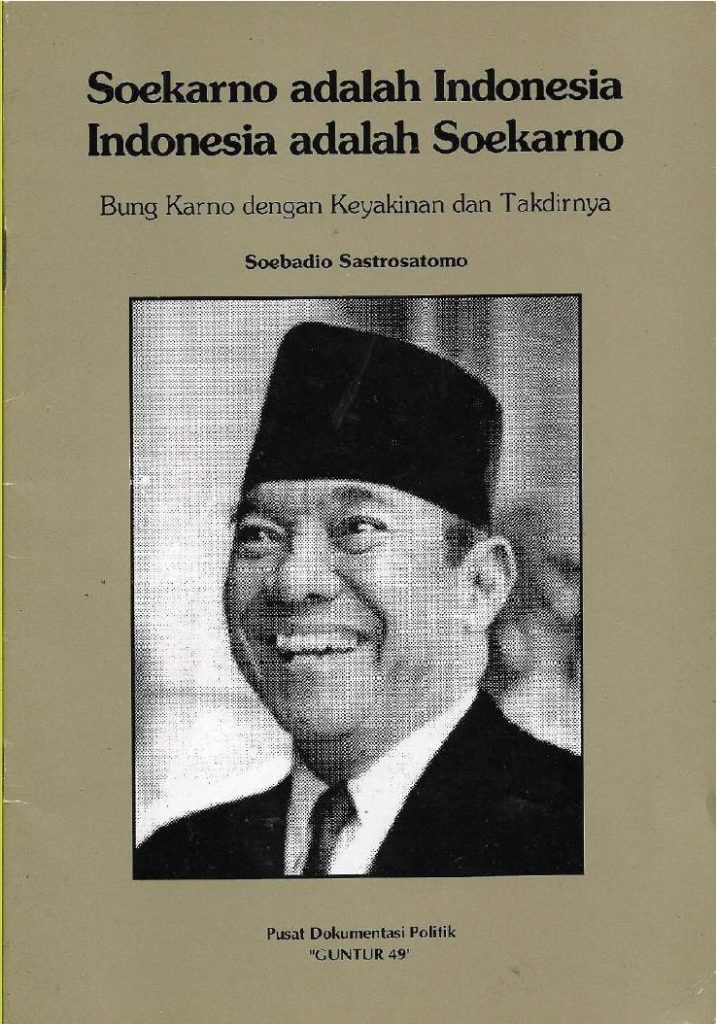 Soekarno adalah Indonesia
Indonesia adalah Soekarno
Bung Karno dengan Keyakinan dan Takdirnya
Soebadio Sastrosatomo
Pusat Dokumentasi Politik
"GUNTUR 49'